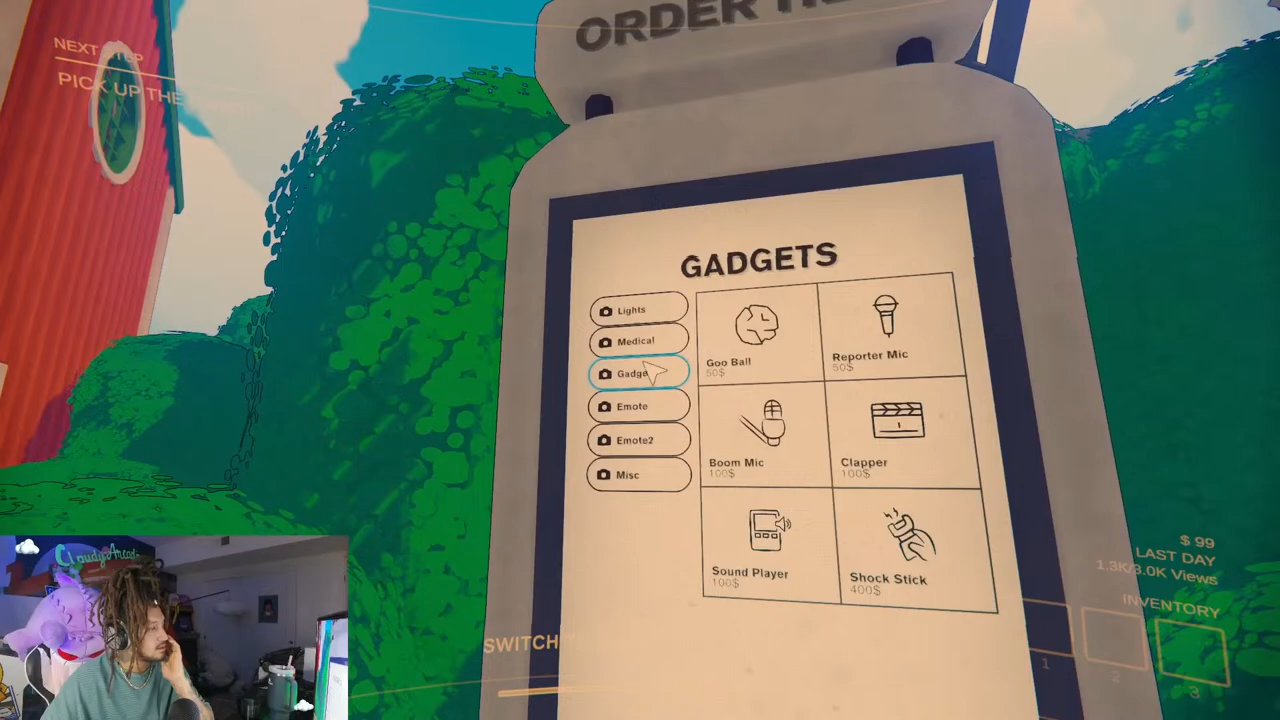 ORDER
NEXT STEP
PICK UP THE
GADGETS
Lights
Medical
Gadge
Emote
Emote2
Misc
Goo Ball
50$
Reporter Mic
50$
Boom Mic
100$
Clapper
100$
Sound Player
100$
Shock Stick
400$
$ 99
LAST DAY
1.3K/3.0K Views
INVENTORY
1
2
3
SWITCH
CloudyArcade